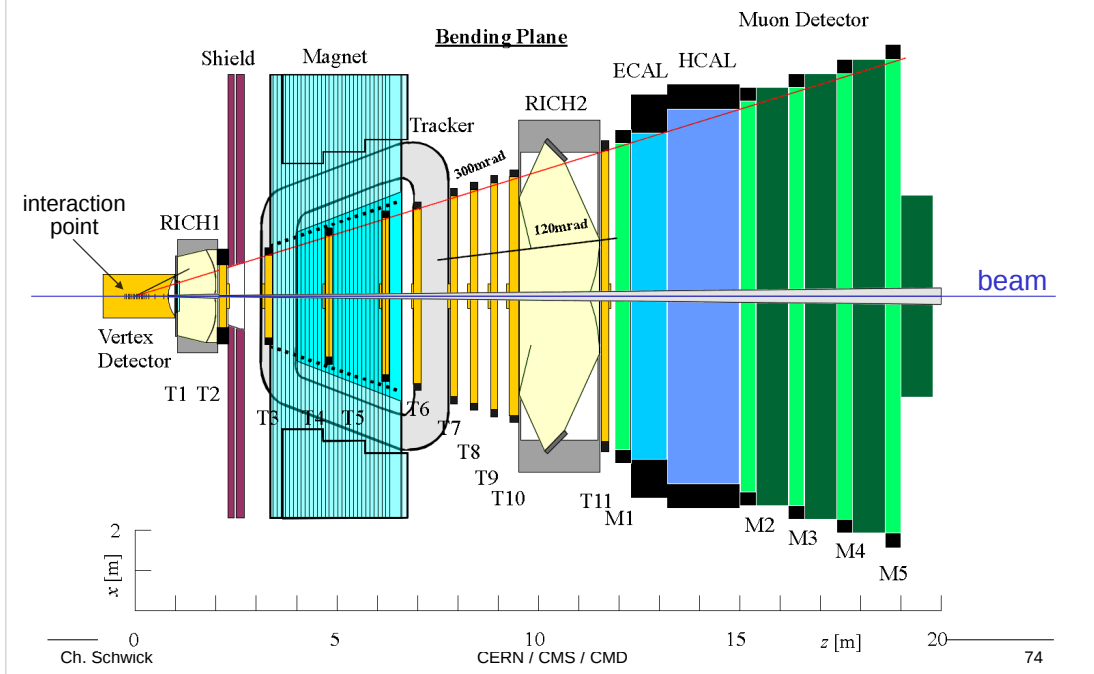 Muon Detector
Bending Plane
Shield
Magnet
HCAL
ECAL
RICH2
Tracker
300mrad
interaction
point
RICH1
120mrad
beam
Vertex
Detector
T1
T2
T3
T4
T5
T6
T7
T8
T9
T10
T11
M1
M2
M3
M4
M5
2
x [m]
0
5
10
15
z [m]
20
Ch. Schwick
CERN / CMS / CMD
74